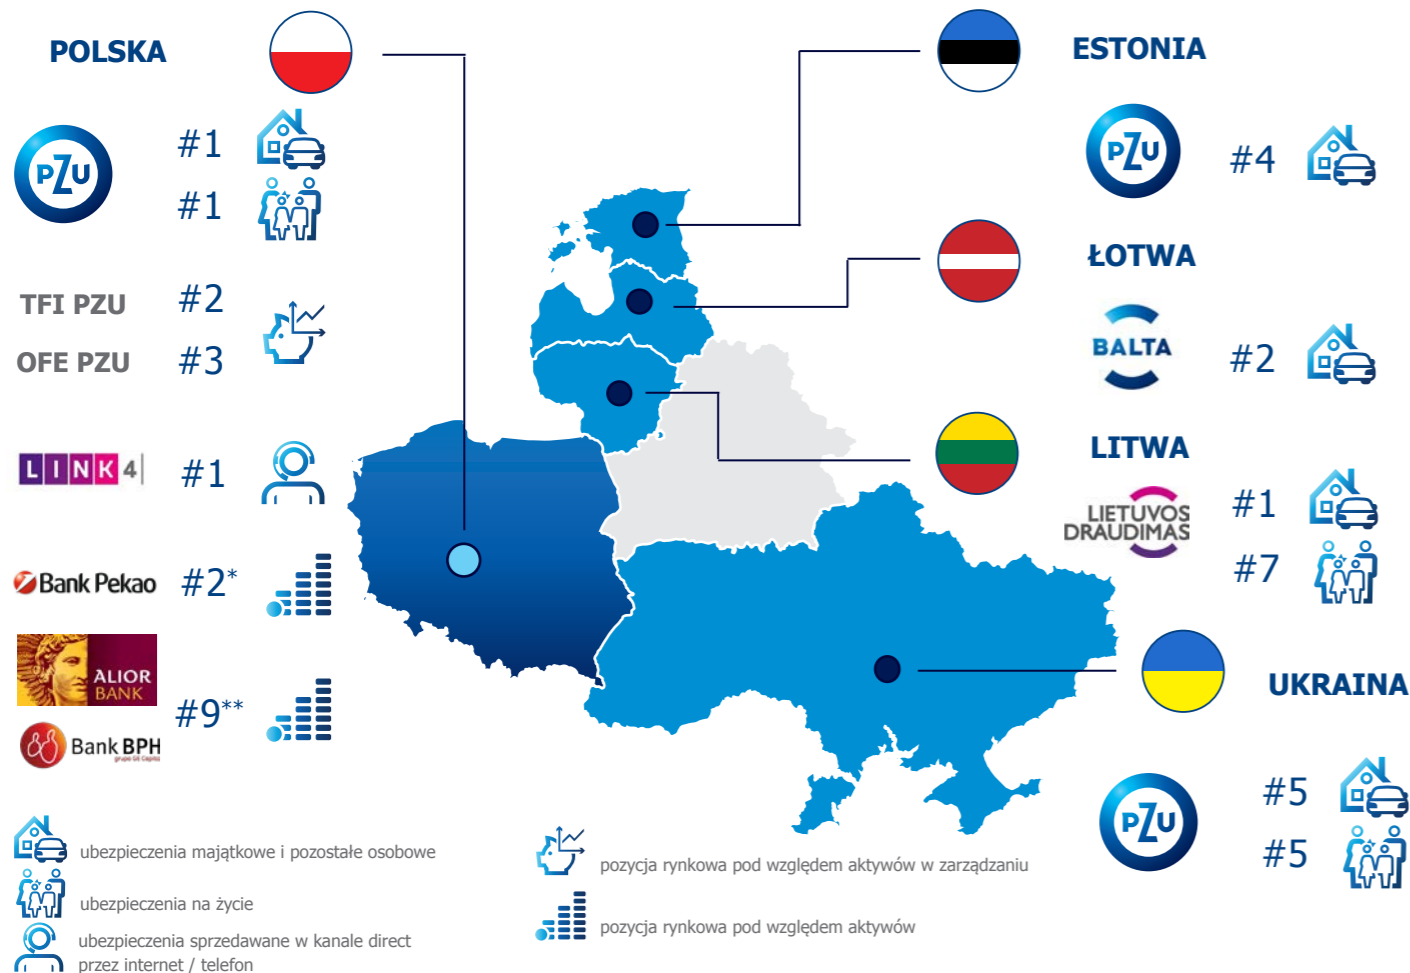 POLSKA
PZU
#1
#1
TFI PZU
#2
OFE PZU
#3
LINK4
#1
Bank Pekao
#2*
ALIOR
BANK
#9**
Bank BPH
grupa GE Capital
ESTONIA
PZU
#4
ŁOTWA
BALTA
#2
LITWA
LIETUVOS
DRAUDIMAS
#1
#7
UKRAINA
PZU
#5
#5
ubezpieczenia majątkowe i pozostałe osobowe
ubezpieczenia na życie
ubezpieczenia sprzedawane w kanale direct
przez internet / telefon
pozycja rynkowa pod względem aktywów w zarządzaniu
pozycja rynkowa pod względem aktywów